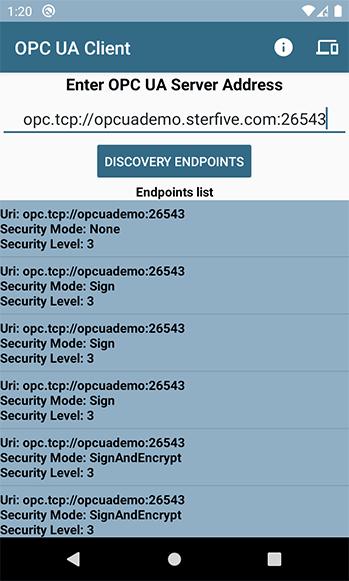 1:20
OPC UA Client
Enter OPC UA Server Address
opc.tcp://opcuademo.sterfive.com:26543
DISCOVERY ENDPOINTS
Endpoints list
Uri: opc.tcp://opcuademo:26543
Security Mode: None
Security Level: 3
Uri: opc.tcp://opcuademo:26543
Security Mode: Sign
Security Level: 3
Uri: opc.tcp://opcuademo:26543
Security Mode: Sign
Security Level: 3
Uri: opc.tcp://opcuademo:26543
Security Mode: Sign
Security Level: 3
Uri: opc.tcp://opcuademo:26543
Security Mode: SignAndEncrypt
Security Level: 3
Uri: opc.tcp://opcuademo:26543
Security Mode: SignAndEncrypt
Security Level: 3